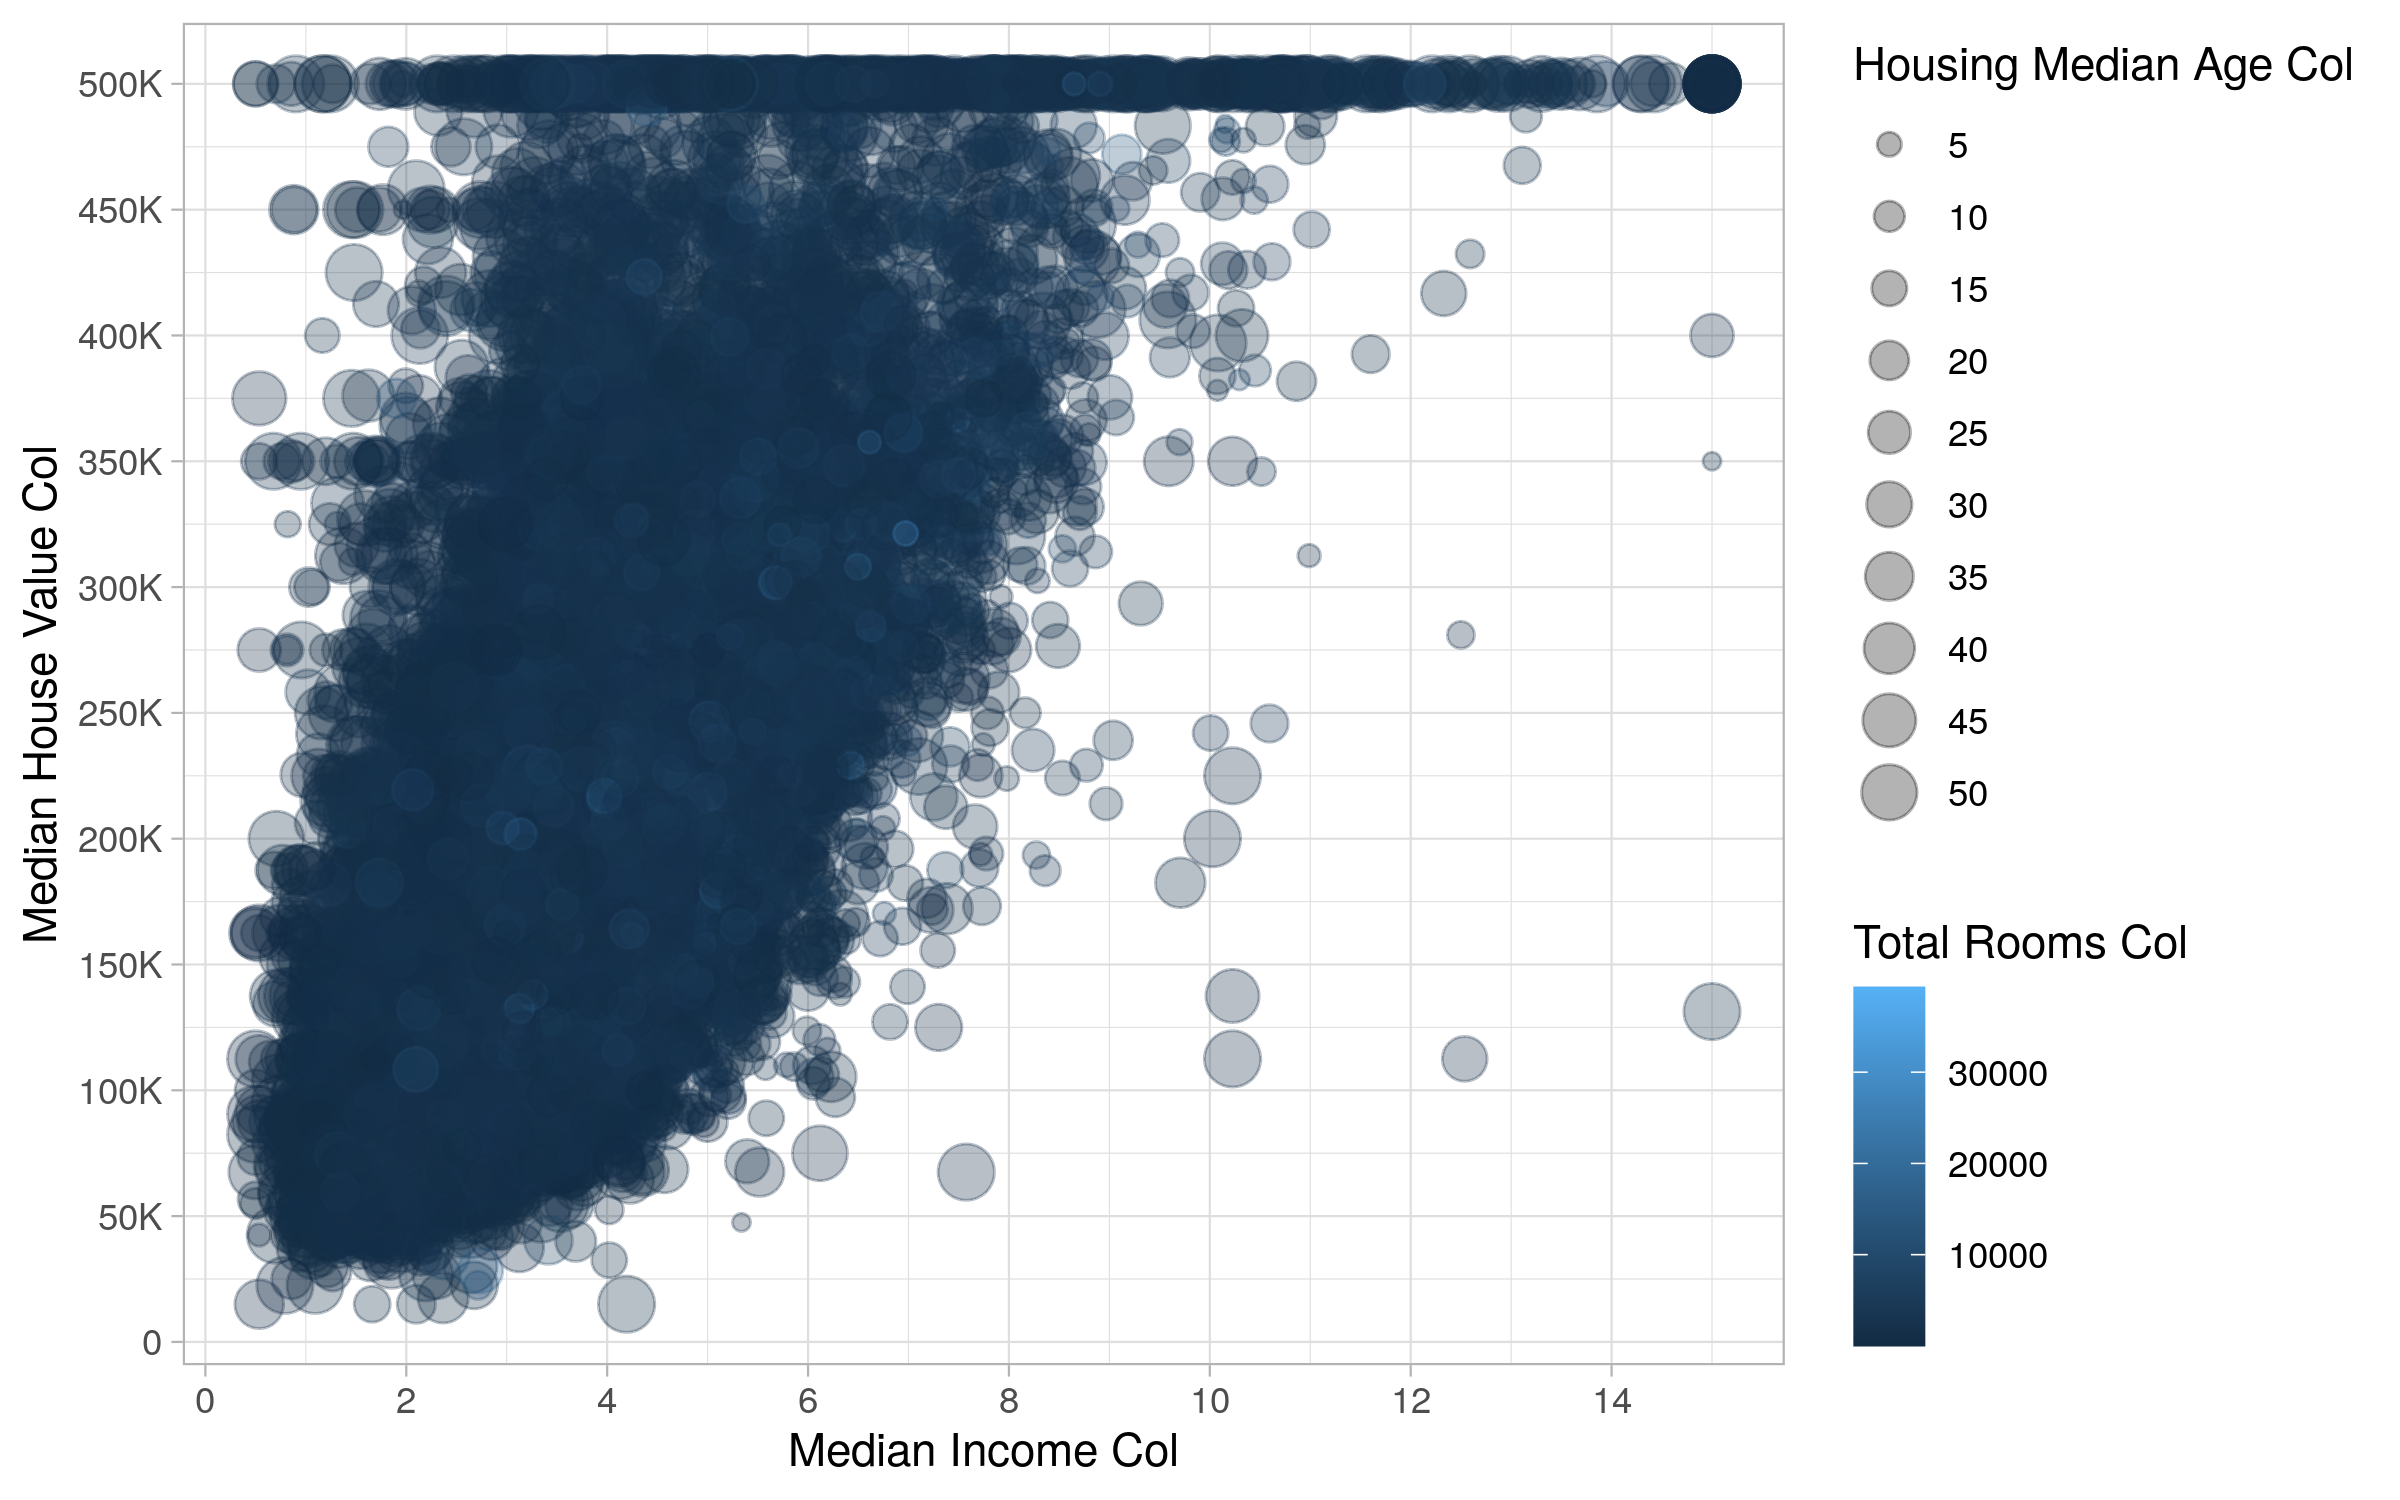 500K
450K
400K
350K
300K
250K
200K
150K
100K
50K
0
Median House Value Col
0 2 4 6 8 10 12 14
Median Income Col
Housing Median Age Col
5
10
15
20
25
30
35
40
45
50
Total Rooms Col
30000
20000
10000